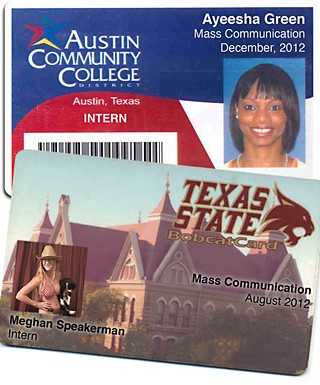 Ayeesha Green
Mass Communication
December, 2012
AUSTIN
COMMUNITY
COLLEGE
DISTRICT
Austin, Texas
INTERN
TEXAS
STATE
BobcatCard
Mass Communication
August 2012
Meghan Speakerman
Intern